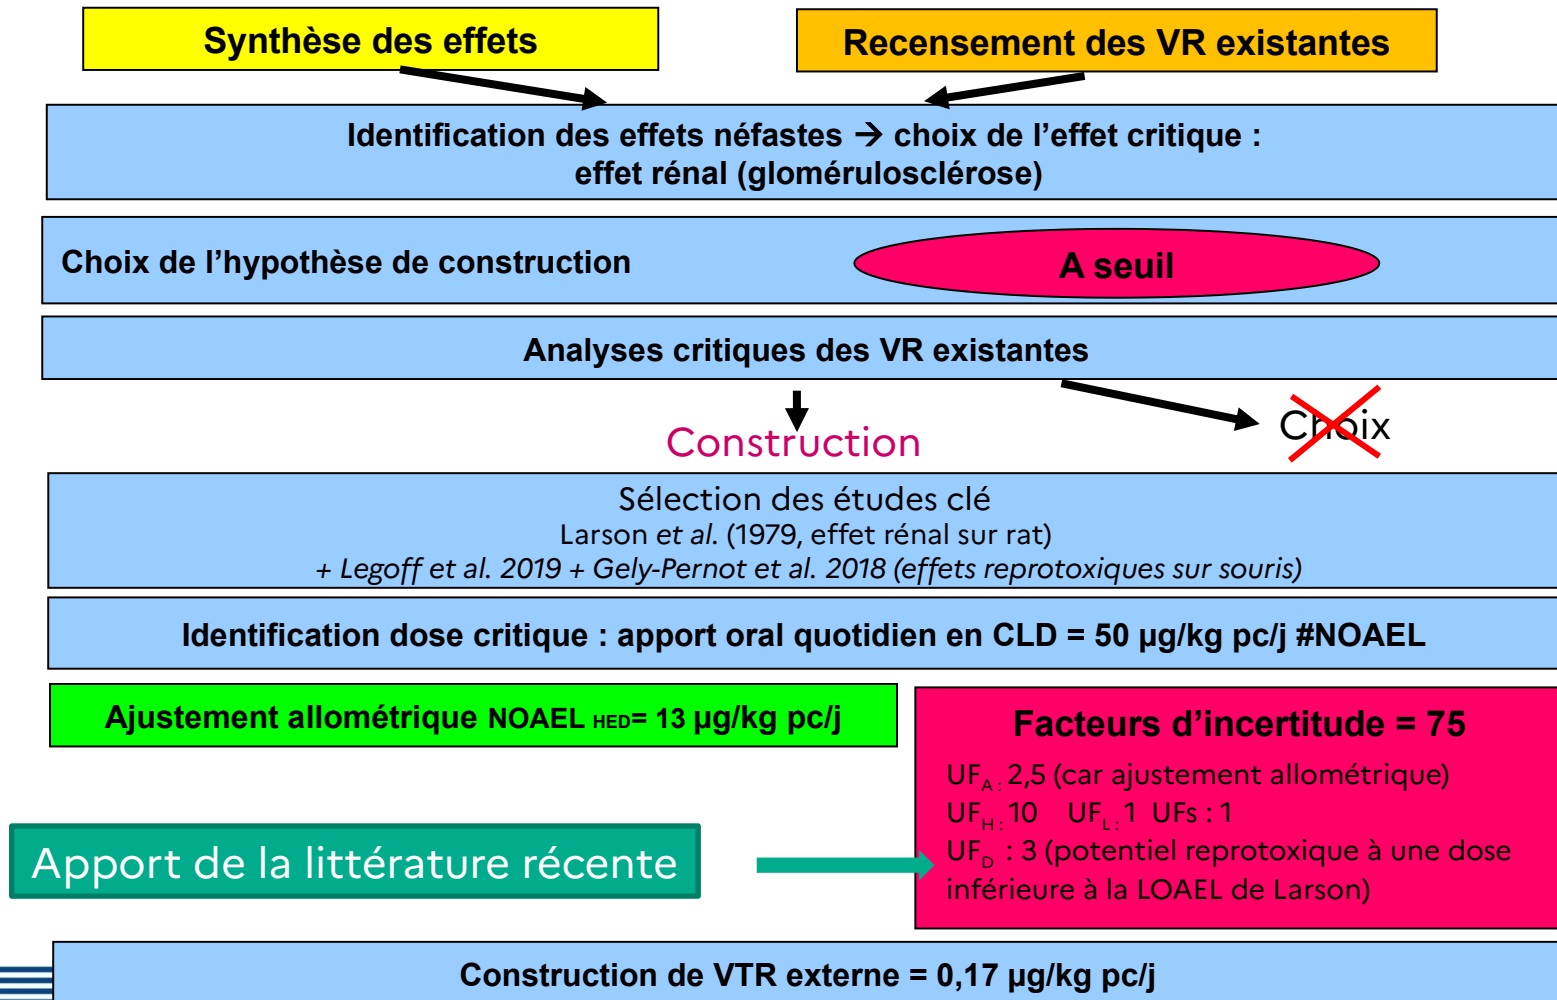 Synthèse des effets
Recensement des VR existantes
Identification des effets néfastes → choix de l’effet critique :
effet rénal (glomérulosclérose)
Choix de l’hypothèse de construction
A seuil
Analyses critiques des VR existantes
Construction
Choix
Sélection des études clé
Larson et al. (1979, effet rénal sur rat)
+ Legoff et al. 2019 + Gely-Pernot et al. 2018 (effets reprotoxiques sur souris)
Identification dose critique : apport oral quotidien en CLD = 50 µg/kg pc/j #NOAEL
Ajustement allométrique NOAEL HED= 13 µg/kg pc/j
Facteurs d’incertitude = 75
UFA : 2,5 (car ajustement allométrique)
UFH : 10 UFL : 1 UFs : 1
UFD : 3 (potentiel reprotoxique à une dose
inférieure à la LOAEL de Larson)
Apport de la littérature récente
Construction de VTR externe = 0,17 µg/kg pc/j